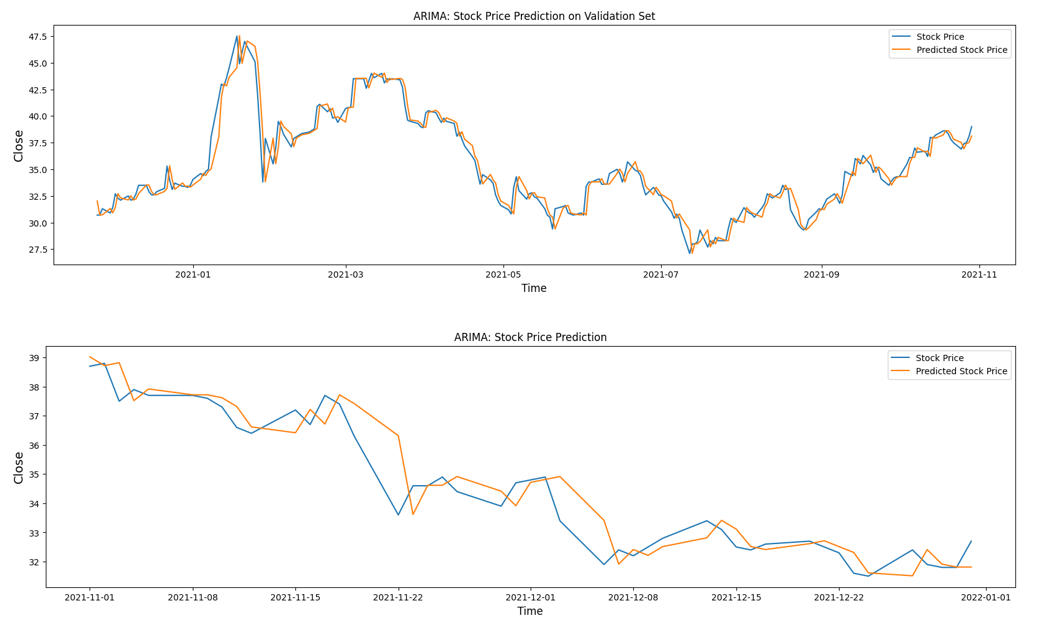 ARIMA: Stock Price Prediction on Validation Set
Close
47.5
45.0
42.5
40.0
37.5
35.0
32.5
30.0
27.5
Stock Price
Predicted Stock Price
2021-01 2021-03 2021-05 2021-07 2021-09 2021-11
Time
ARIMA: Stock Price Prediction
Close
39
38
37
36
35
34
33
32
Stock Price
Predicted Stock Price
2021-11-01 2021-11-08 2021-11-15 2021-11-22 2021-12-01 2021-12-08 2021-12-15 2021-12-22 2022-01-01
Time